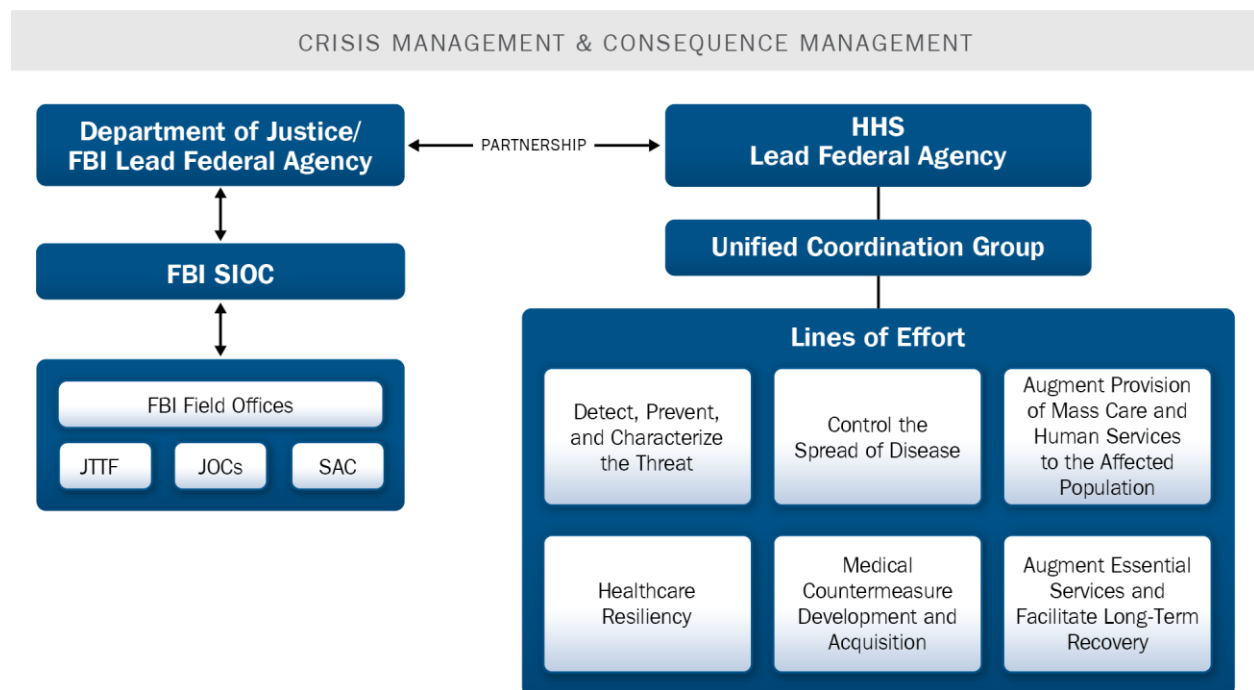 CRISIS MANAGEMENT & CONSEQUENCE MANAGEMENT
Department of Justice/
FBI Lead Federal Agency
PARTNERSHIP
HHS
Lead Federal Agency
FBI SIOC
Unified Coordination Group
FBI Field Offices
JTTF
JOCs
SAC
Lines of Effort
Detect, Prevent,
and Characterize
the Threat
Control the
Spread of Disease
Augment Provision
of Mass Care and
Human Services
to the Affected
Population
Healthcare
Resiliency
Medical
Countermeasure
Development and
Acquisition
Augment Essential
Services and
Facilitate Long-Term
Recovery